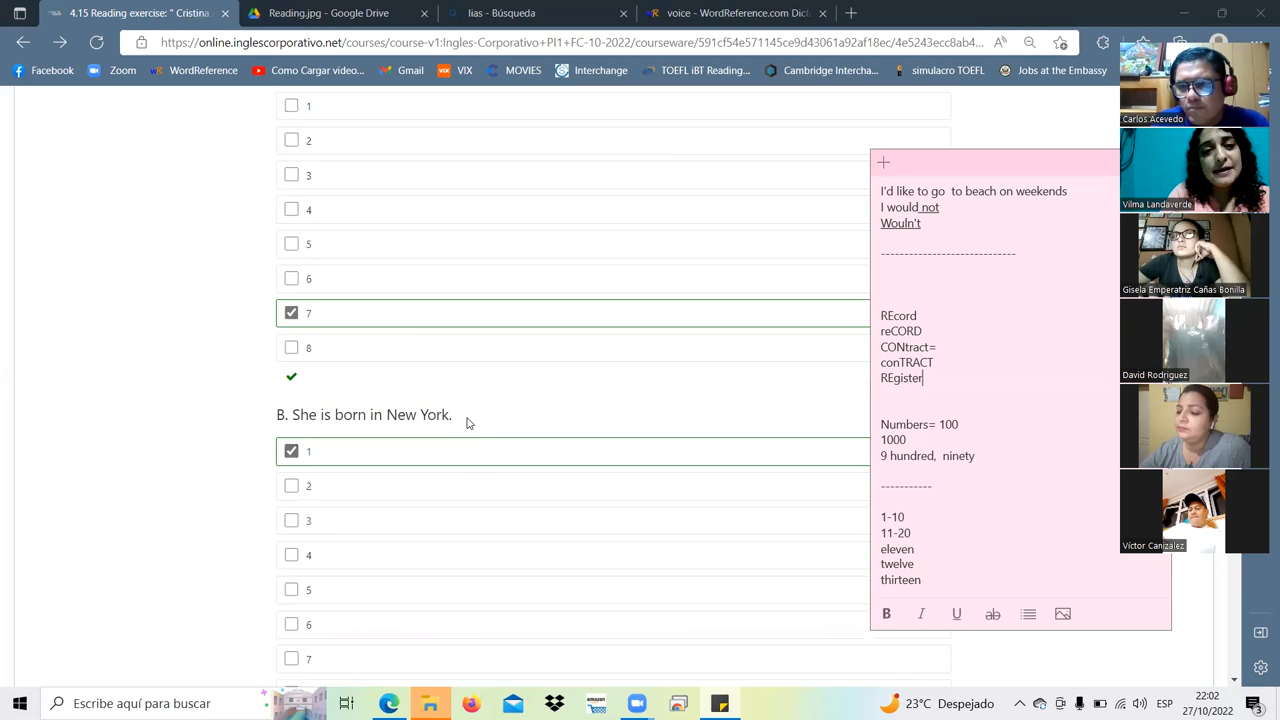 4.15 Reading exercise: " Cristina
jpg2png - Google Drive
lias - Búsqueda
voice - WordReference.com Dict
https://online.inglescorporativo.net/courses/course-v1:Ingles-Corporativo+PI1+FC-10-2022/courseware/591cf54e571145ce9d43061a92af18ec/4e5243ecc8ab4...
Facebook
Zoom
WordReference
Como Cargar video...
Gmail
VIX
MOVIES
Interchange
TOEFL iBT Reading...
Cambridge Intercha...
simulacro TOEFL
Jobs at the Embassy
1
2
3
4
5
6
7
8
B. She is born in New York.
1
2
3
4
5
6
7
I'd like to go to beach on weekends
I would not
Wouln't
----------------------------
REcord
reCORD
CONtract=
conTRACT
REgister
Numbers= 100
1000
9 hundred, ninety
-----------
1-10
11-20
eleven
twelve
thirteen
B I U ab
Carlos Acevedo
Vilma Landaverde
Gisela Emperatriz Cañas Bonilla
David Rodriguez
Víctor Canizalez
Escribe aquí para buscar
23°C Despejado
ESP
22:02
27/10/2022
3